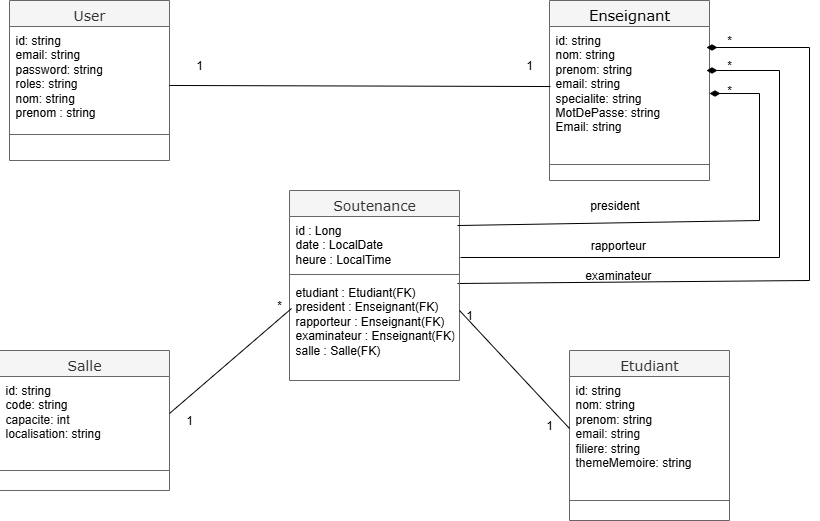 User
id: string
email: string
password: string
roles: string
nom: string
prenom : string
1
1
Enseignant
id: string
nom: string
prenom: string
email: string
specialite: string
MotDePasse: string
Email: string
*
*
*
president
rapporteur
examinateur
Soutenance
id : Long
date : LocalDate
heure : LocalTime
etudiant : Etudiant(FK)
president : Enseignant(FK)
rapporteur : Enseignant(FK)
examinateur : Enseignant(FK)
salle : Salle(FK)
*
1
1
1
Salle
id: string
code: string
capacite: int
localisation: string
Etudiant
id: string
nom: string
prenom: string
email: string
filiere: string
themeMemoire: string